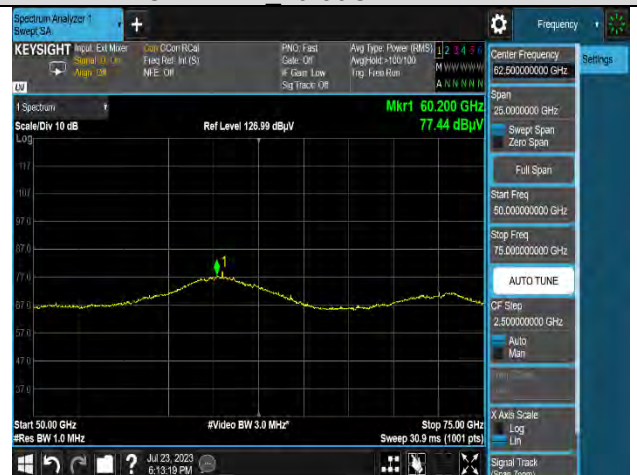 Spectrum Analyzer 1
Swept SA
+
Frequency
KEYSIGHT Input: Ext Mixer
Signal ID: On
Align: Off
Corr CCorr RCal
Freq Ref: Int (S)
NFE: Off
PNO: Fast
Gate: Off
IF Gain: Low
Sig Track: Off
Avg Type: Power (RMS)
Avg|Hold:>100/100
Trig: Free Run
1 2 3 4 5 6
M W W W W W
A N N N N N
Settings
Center Frequency
62.500000000 GHz
Span
25.0000000 GHz
Swept Span
Zero Span
Full Span
Start Freq
50.000000000 GHz
Stop Freq
75.000000000 GHz
AUTO TUNE
CF Step
2.500000000 GHz
Auto
Man
X Axis Scale
Log
Lin
Signal Track
(Span Zoom)
1 Spectrum
Scale/Div 10 dB
Ref Level 126.99 dBµV
Mkr1 60.200 GHz
77.44 dBµV
Log
117
107
97.0
87.0
77.0
67.0
57.0
47.0
37.0
1
Start 50.00 GHz
#Video BW 3.0 MHz*
Stop 75.00 GHz
#Res BW 1.0 MHz
Sweep 30.9 ms (1001 pts)
?
Jul 23, 2023
6:13:19 PM